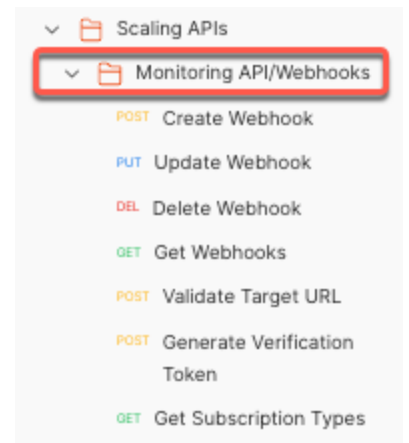 Scaling APIs
Monitoring API/Webhooks
POST Create Webhook
PUT Update Webhook
DEL Delete Webhook
GET Get Webhooks
POST Validate Target URL
POST Generate Verification
Token
GET Get Subscription Types